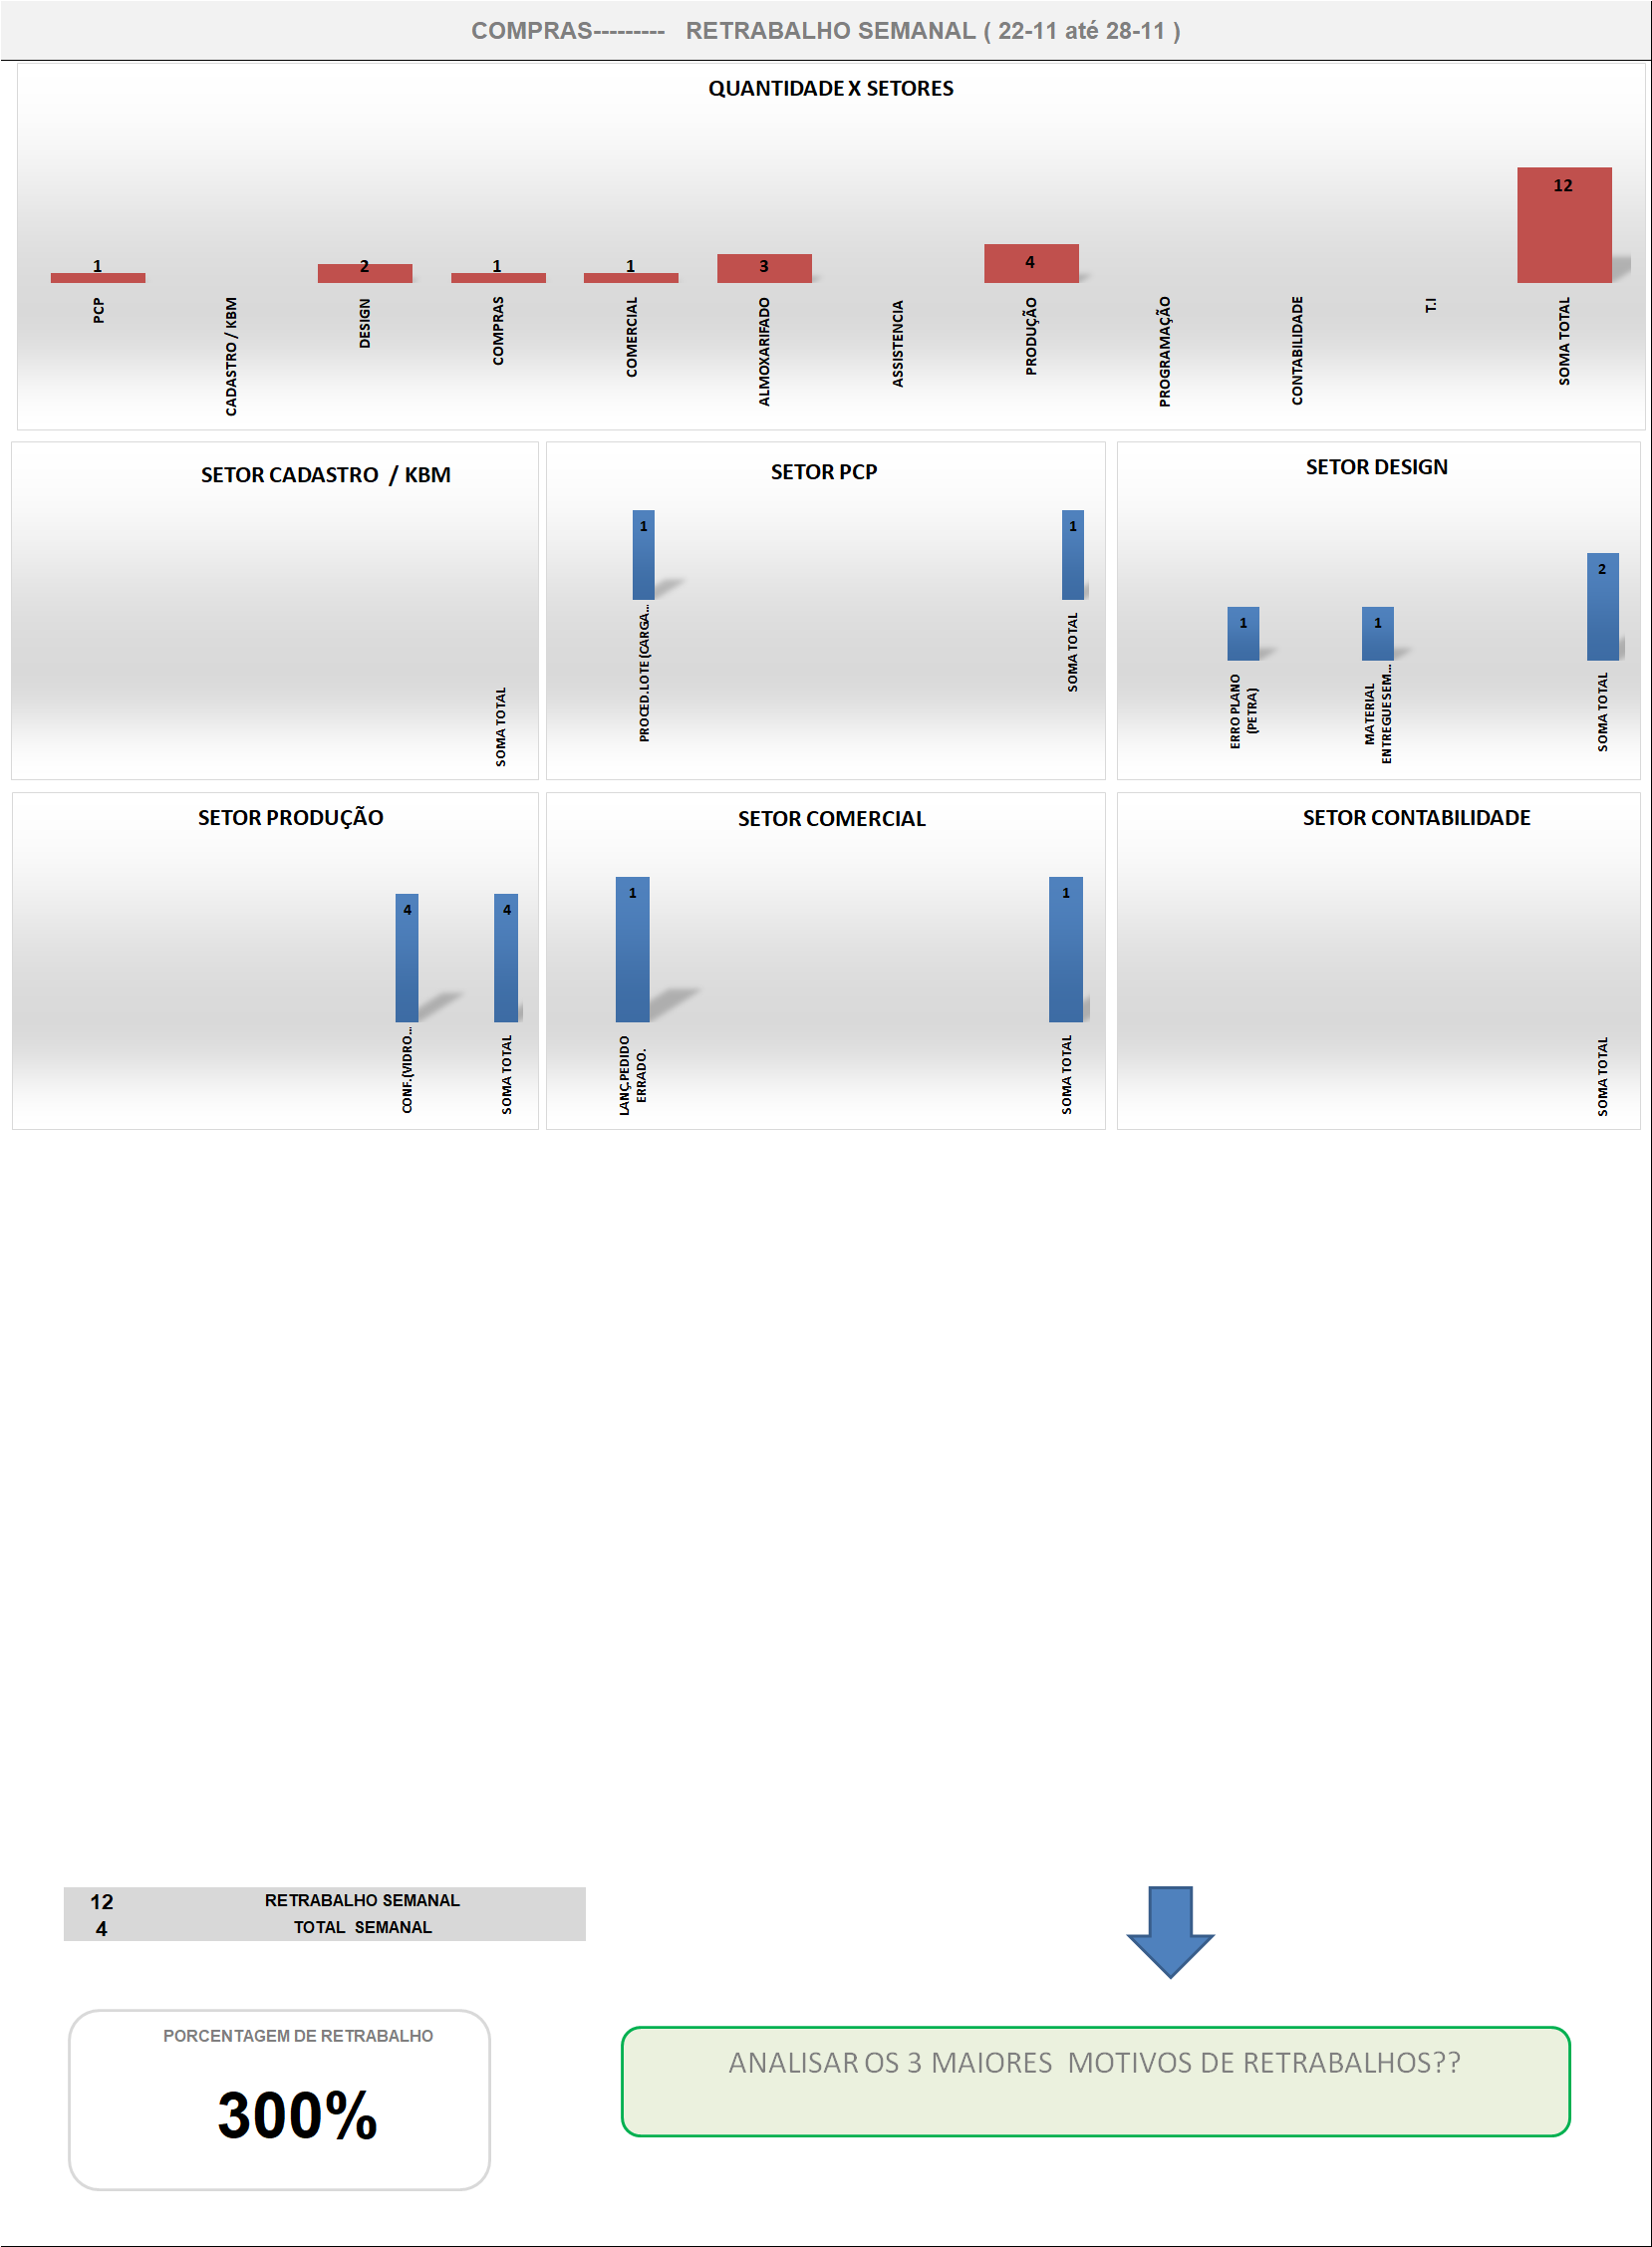 COMPRAS--------- RETRABALHO SEMANAL ( 22-11 até 28-11 )
QUANTIDADE X SETORES
1
2
1
1
3
4
12
PCP
CADASTRO / KBM
DESIGN
COMPRAS
COMERCIAL
ALMOXARIFADO
ASSISTENCIA
PRODUÇÃO
PROGRAMAÇÃO
CONTABILIDADE
T.I
SOMA TOTAL
SETOR CADASTRO / KBM
SOMA TOTAL
SETOR PCP
1
1
PROCED.LOTE (CARGA...
SOMA TOTAL
SETOR DESIGN
1
1
2
ERRO PLANO
(PETRA)
MATERIAL
ENTREGUE SEM...
SOMA TOTAL
SETOR PRODUÇÃO
4
4
CONF.(VIDRO...
SOMA TOTAL
SETOR COMERCIAL
1
1
LANÇ.PEDIDO
ERRADO.
SOMA TOTAL
SETOR CONTABILIDADE
SOMA TOTAL
12 RETRABALHO SEMANAL
4 TOTAL SEMANAL
PORCENTAGEM DE RETRABALHO
300%
ANALISAR OS 3 MAIORES MOTIVOS DE RETRABALHOS??